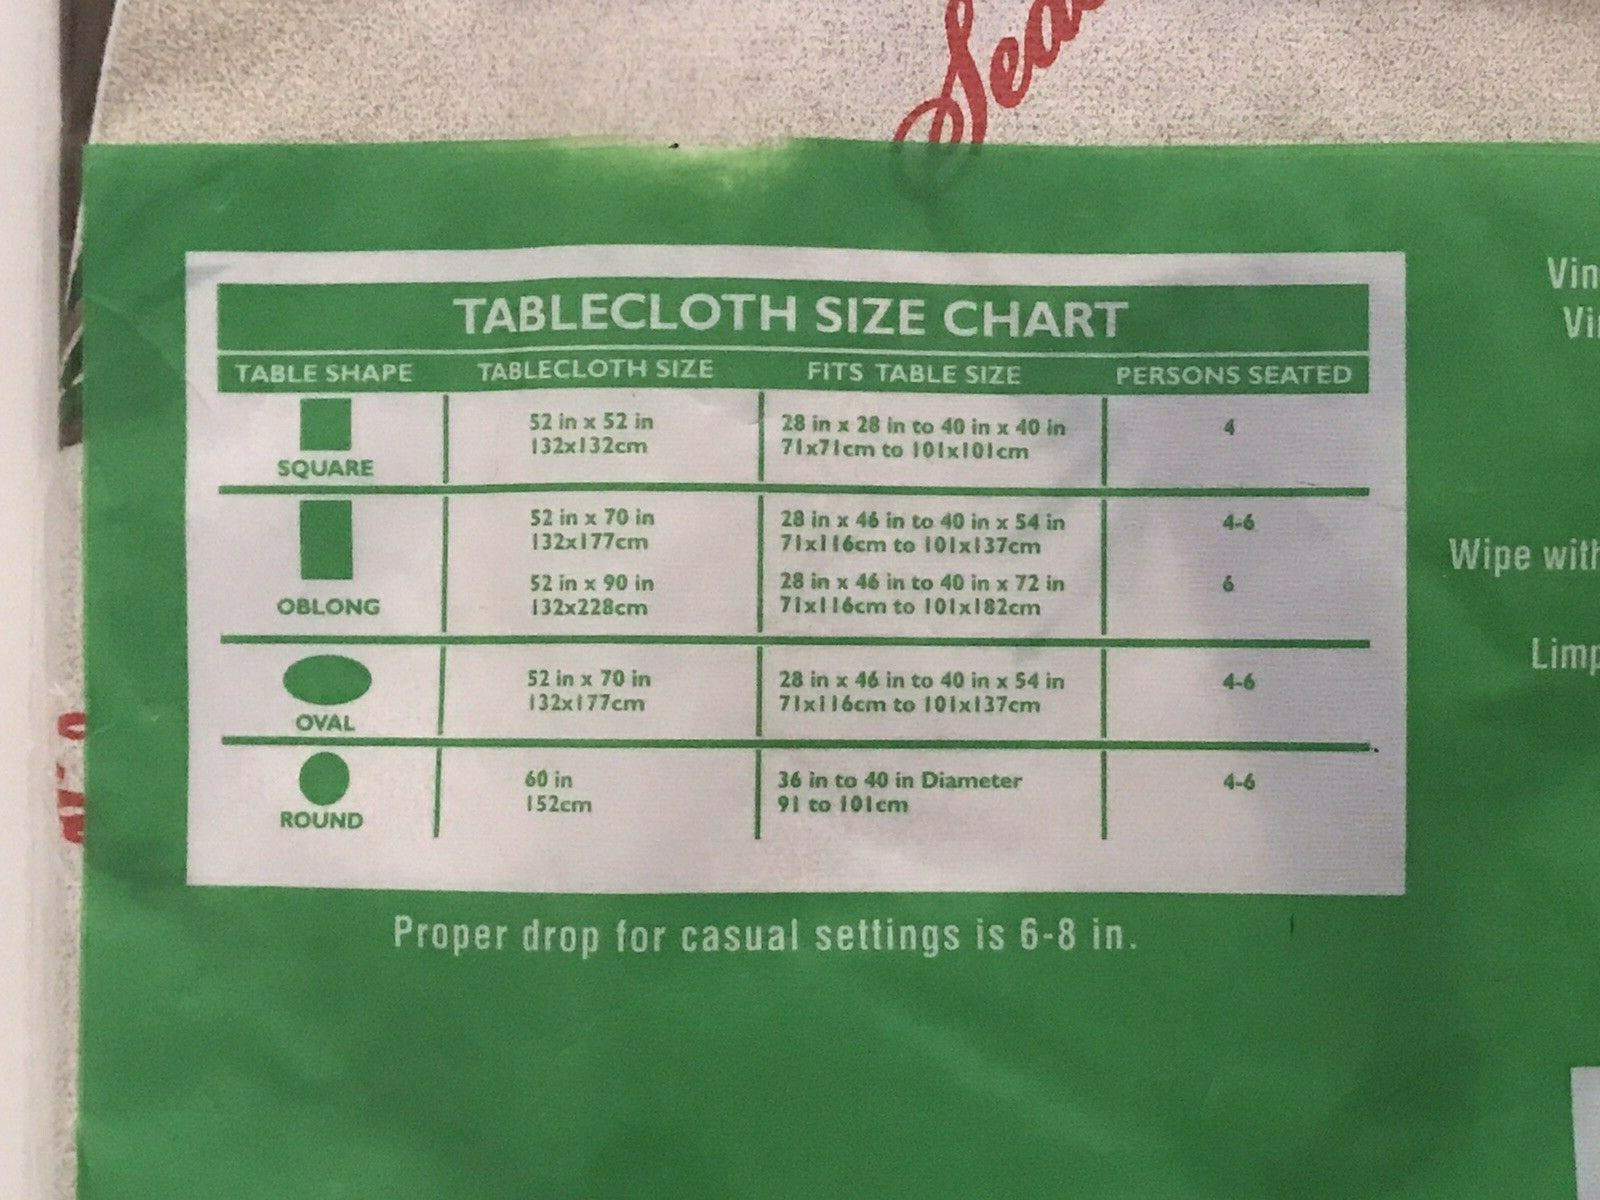 TABLECLOTH SIZE CHART
TABLE SHAPE TABLECLOTH SIZE FITS TABLE SIZE PERSONS SEATED
SQUARE
52 in x 52 in
132x132cm
28 in x 28 in to 40 in x 40 in
71x71cm to 101x101cm
4
OBLONG
52 in x 70 in
132x177cm
28 in x 46 in to 40 in x 54 in
71x116cm to 101x137cm
4-6
52 in x 90 in
132x228cm
28 in x 46 in to 40 in x 72 in
71x116cm to 101x182cm
6
OVAL
52 in x 70 in
132x177cm
28 in x 46 in to 40 in x 54 in
71x116cm to 101x137cm
4-6
ROUND
60 in
152cm
36 in to 40 in Diameter
91 to 101cm
4-6
Proper drop for casual settings is 6-8 in.
Wipe with